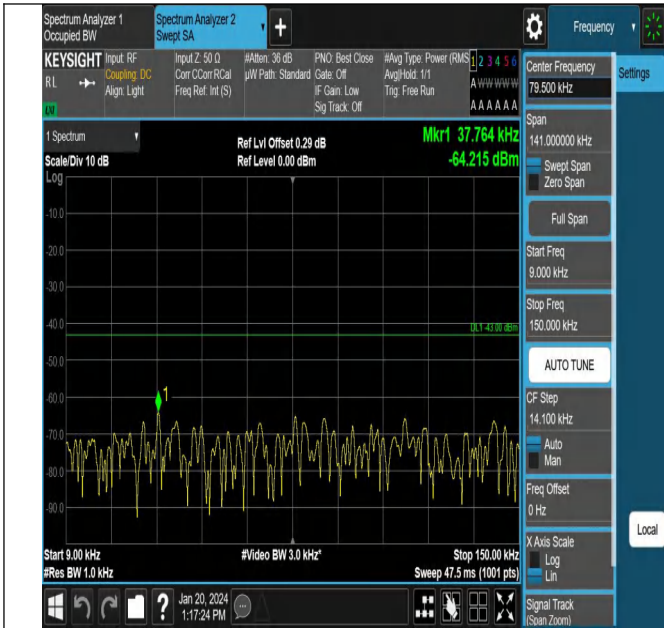 Spectrum Analyzer 1
Occupied BW
Spectrum Analyzer 2
Swept SA
Frequency
KEYSIGHT
RL
Input: RF
Coupling: DC
Align: Light
Input Z: 50 Ω
Corr CCorr RCal
Freq Ref: Int (S)
#Atten: 36 dB
µW Path: Standard
PNO: Best Close
Gate: Off
IF Gain: Low
Sig Track: Off
#Avg Type: Power (RMS
Avg|Hold: 1/1
Trig: Free Run
1 2 3 4 5 6
A W W W W W
A A A A A A
1 Spectrum
Scale/Div 10 dB
Log
Ref Lvl Offset 0.29 dB
Ref Level 0.00 dBm
Mkr1 37.764 kHz
-64.215 dBm
-10.0
-20.0
-30.0
-40.0
DL1 -43.00 dBm
-50.0
-60.0
1
-70.0
-80.0
-90.0
Start 9.00 kHz
#Video BW 3.0 kHz*
Stop 150.00 kHz
#Res BW 1.0 kHz
Sweep 47.5 ms (1001 pts)
Jan 20, 2024
1:17:24 PM
Center Frequency
79.500 kHz
Settings
Span
141.000000 kHz
Swept Span
Zero Span
Full Span
Start Freq
9.000 kHz
Stop Freq
150.000 kHz
AUTO TUNE
CF Step
14.100 kHz
Auto
Man
Freq Offset
0 Hz
Local
X Axis Scale
Log
Lin
Signal Track
(Span Zoom)